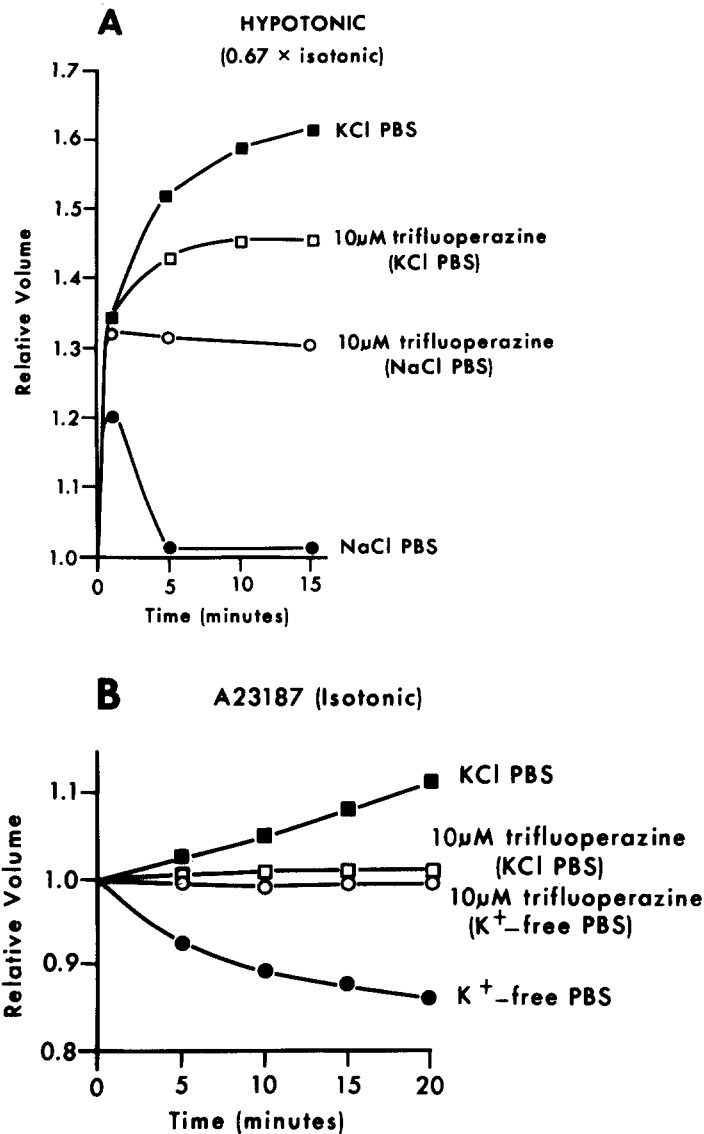 A
HYPOTONIC
(0.67 × isotonic)
1.7
1.6
1.5
1.4
1.3
1.2
1.1
1.0
Relative Volume
KCl PBS
10µM trifluoperazine
(KCl PBS)
10µM trifluoperazine
(NaCl PBS)
NaCl PBS
0
5
10
15
Time (minutes)
B
A23187 (Isotonic)
1.1
1.0
0.9
0.8
Relative Volume
KCl PBS
10µM trifluoperazine
(KCl PBS)
10µM trifluoperazine
(K+–free PBS)
K+–free PBS
0
5
10
15
20
Time (minutes)